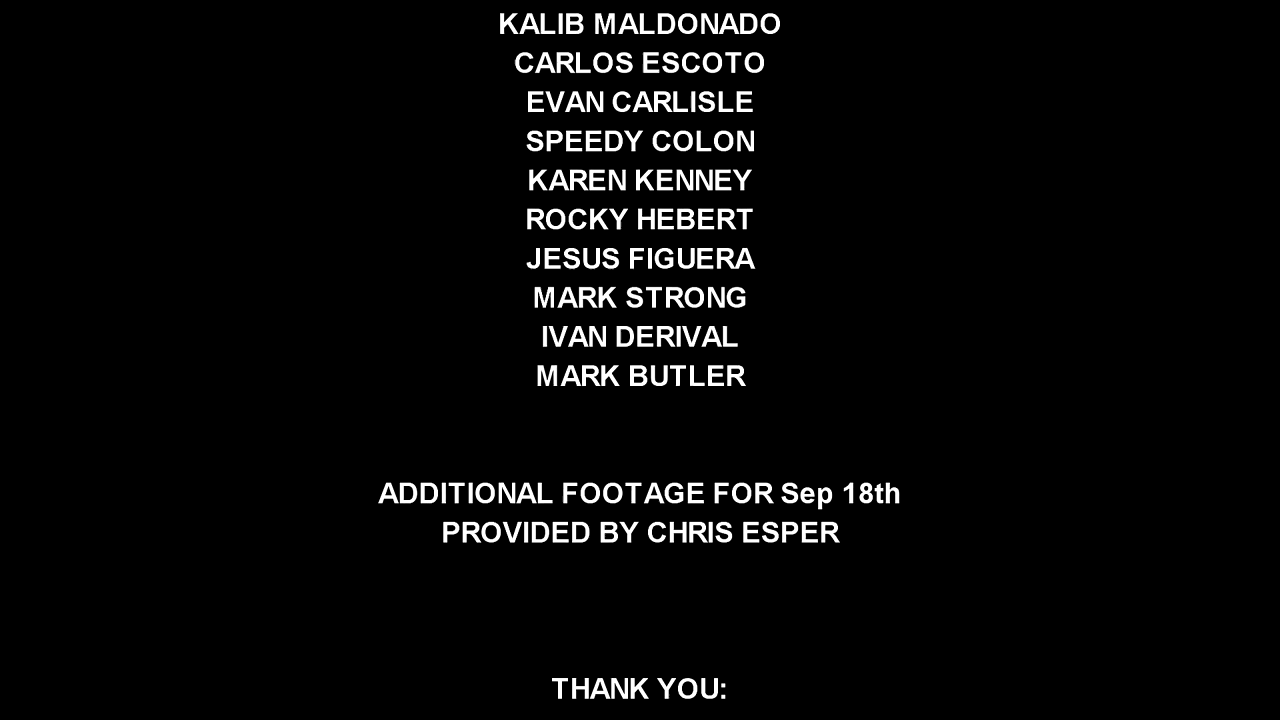 KALIB MALDONADO
CARLOS ESCOTO
EVAN CARLISLE
SPEEDY COLON
KAREN KENNEY
ROCKY HEBERT
JESUS FIGUERA
MARK STRONG
IVAN DERIVAL
MARK BUTLER
ADDITIONAL FOOTAGE FOR Sep 18th
PROVIDED BY CHRIS ESPER
THANK YOU: